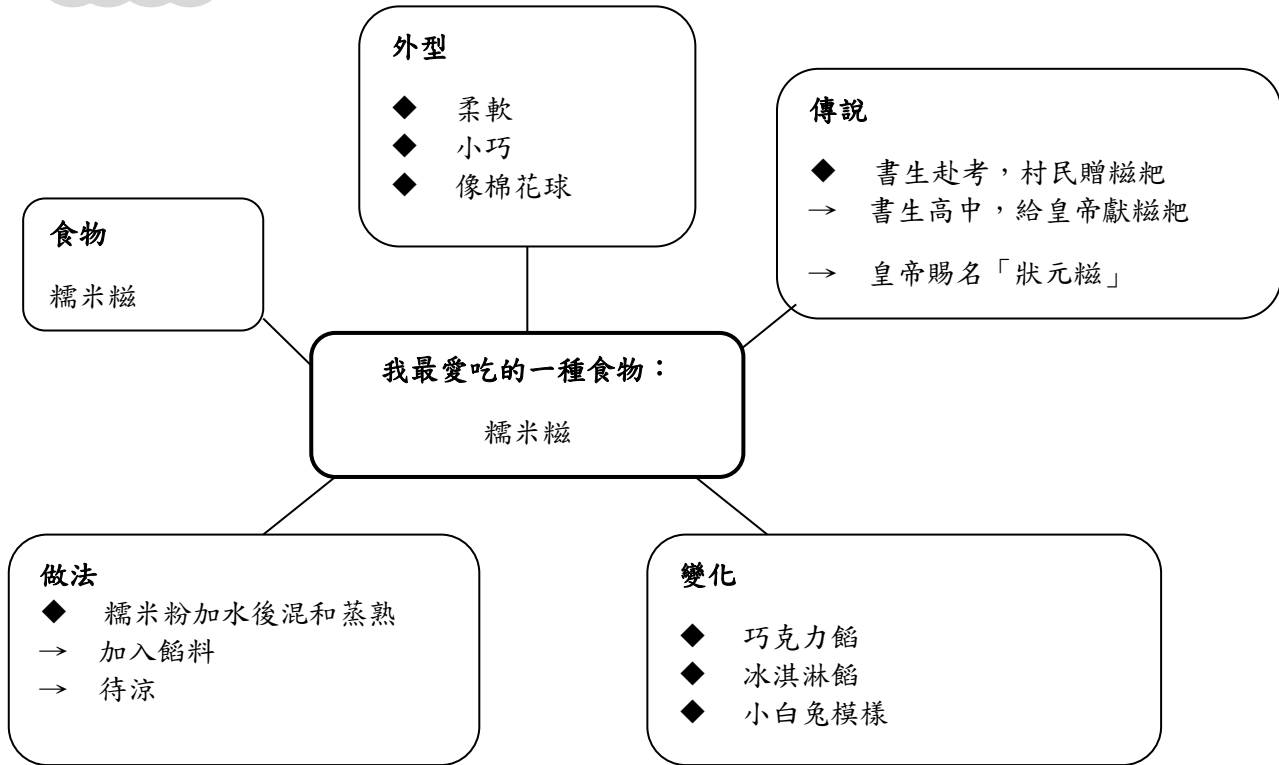 外型
◆ 柔軟
◆ 小巧
◆ 像棉花球
傳說
◆ 書生赴考，村民贈糍粑
→ 書生高中，給皇帝獻糍粑
→ 皇帝賜名「狀元糍」
食物
糯米糍
我最愛吃的一種食物：
糯米糍
做法
◆ 糯米粉加水後混和蒸熟
→ 加入餡料
→ 待涼
變化
◆ 巧克力餡
◆ 冰淇淋餡
◆ 小白兔模樣